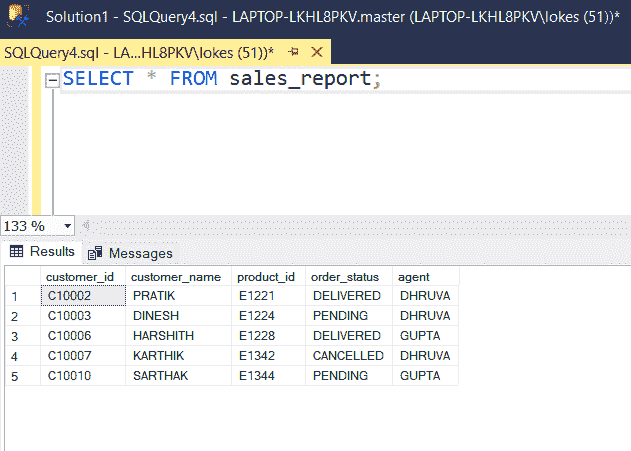 Solution1 - SQLQuery4.sql - LAPTOP-LKHL8PKV.master (LAPTOP-LKHL8PKV\lokes (51))*
SQLQuery4.sql - LA...HL8PKV\lokes (51))*
SELECT * FROM sales_report;
133 %
Results Messages
customer_id customer_name product_id order_status agent
1 C10002 PRATIK E1221 DELIVERED DHRUVA
2 C10003 DINESH E1224 PENDING DHRUVA
3 C10006 HARSHITH E1228 DELIVERED GUPTA
4 C10007 KARTHIK E1342 CANCELLED DHRUVA
5 C10010 SARTHAK E1344 PENDING GUPTA